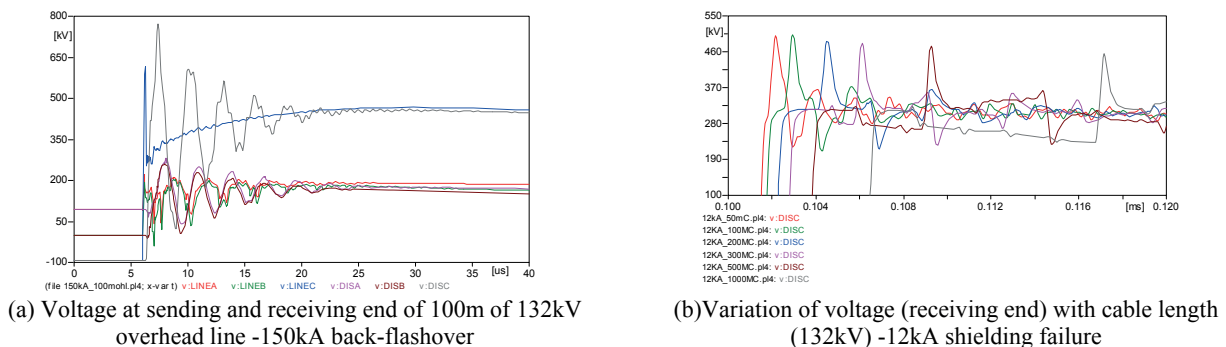 800
[kV]
650
500
350
200
50
-100
0
5
10
15
20
25
30
35
[us]
40
(file 150kA_100mohl.pl4; x-var t) v:LINEA v:LINEB v:LINEC v:DISA v:DISB v:DISC
(a) Voltage at sending and receiving end of 100m of 132kV
overhead line -150kA back-flashover
550
[kV]
460
370
280
190
100
0.100
0.104
0.108
0.112
0.116
[ms]
0.120
12kA_50mC.pl4: v:DISC
12KA_100MC.pl4: v:DISC
12KA_200MC.pl4: v:DISC
12KA_300MC.pl4: v:DISC
12KA_500MC.pl4: v:DISC
12KA_1000MC.pl4: v:DISC
(b)Variation of voltage (receiving end) with cable length
(132kV) -12kA shielding failure